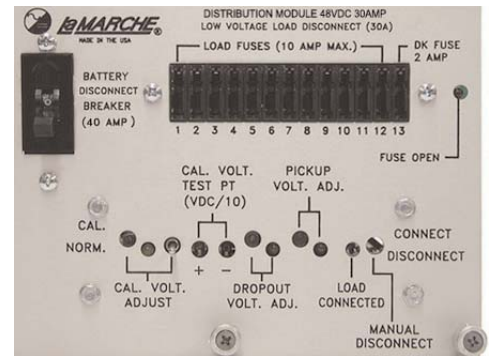 LaMARCHE®
MADE IN THE USA
DISTRIBUTION MODULE 48VDC 30AMP
LOW VOLTAGE LOAD DISCONNECT (30A)
LOAD FUSES (10 AMP MAX.)
DK FUSE
2 AMP
BATTERY
DISCONNECT
BREAKER
(40 AMP)
1 2 3 4 5 6 7 8 9 10 11 12 13
FUSE OPEN
CAL. VOLT.
TEST PT
(VDC/10)
PICKUP
VOLT. ADJ.
CAL.
NORM.
CONNECT
DISCONNECT
+ −
CAL. VOLT.
ADJUST
DROPOUT
VOLT. ADJ.
LOAD
CONNECTED
MANUAL
DISCONNECT